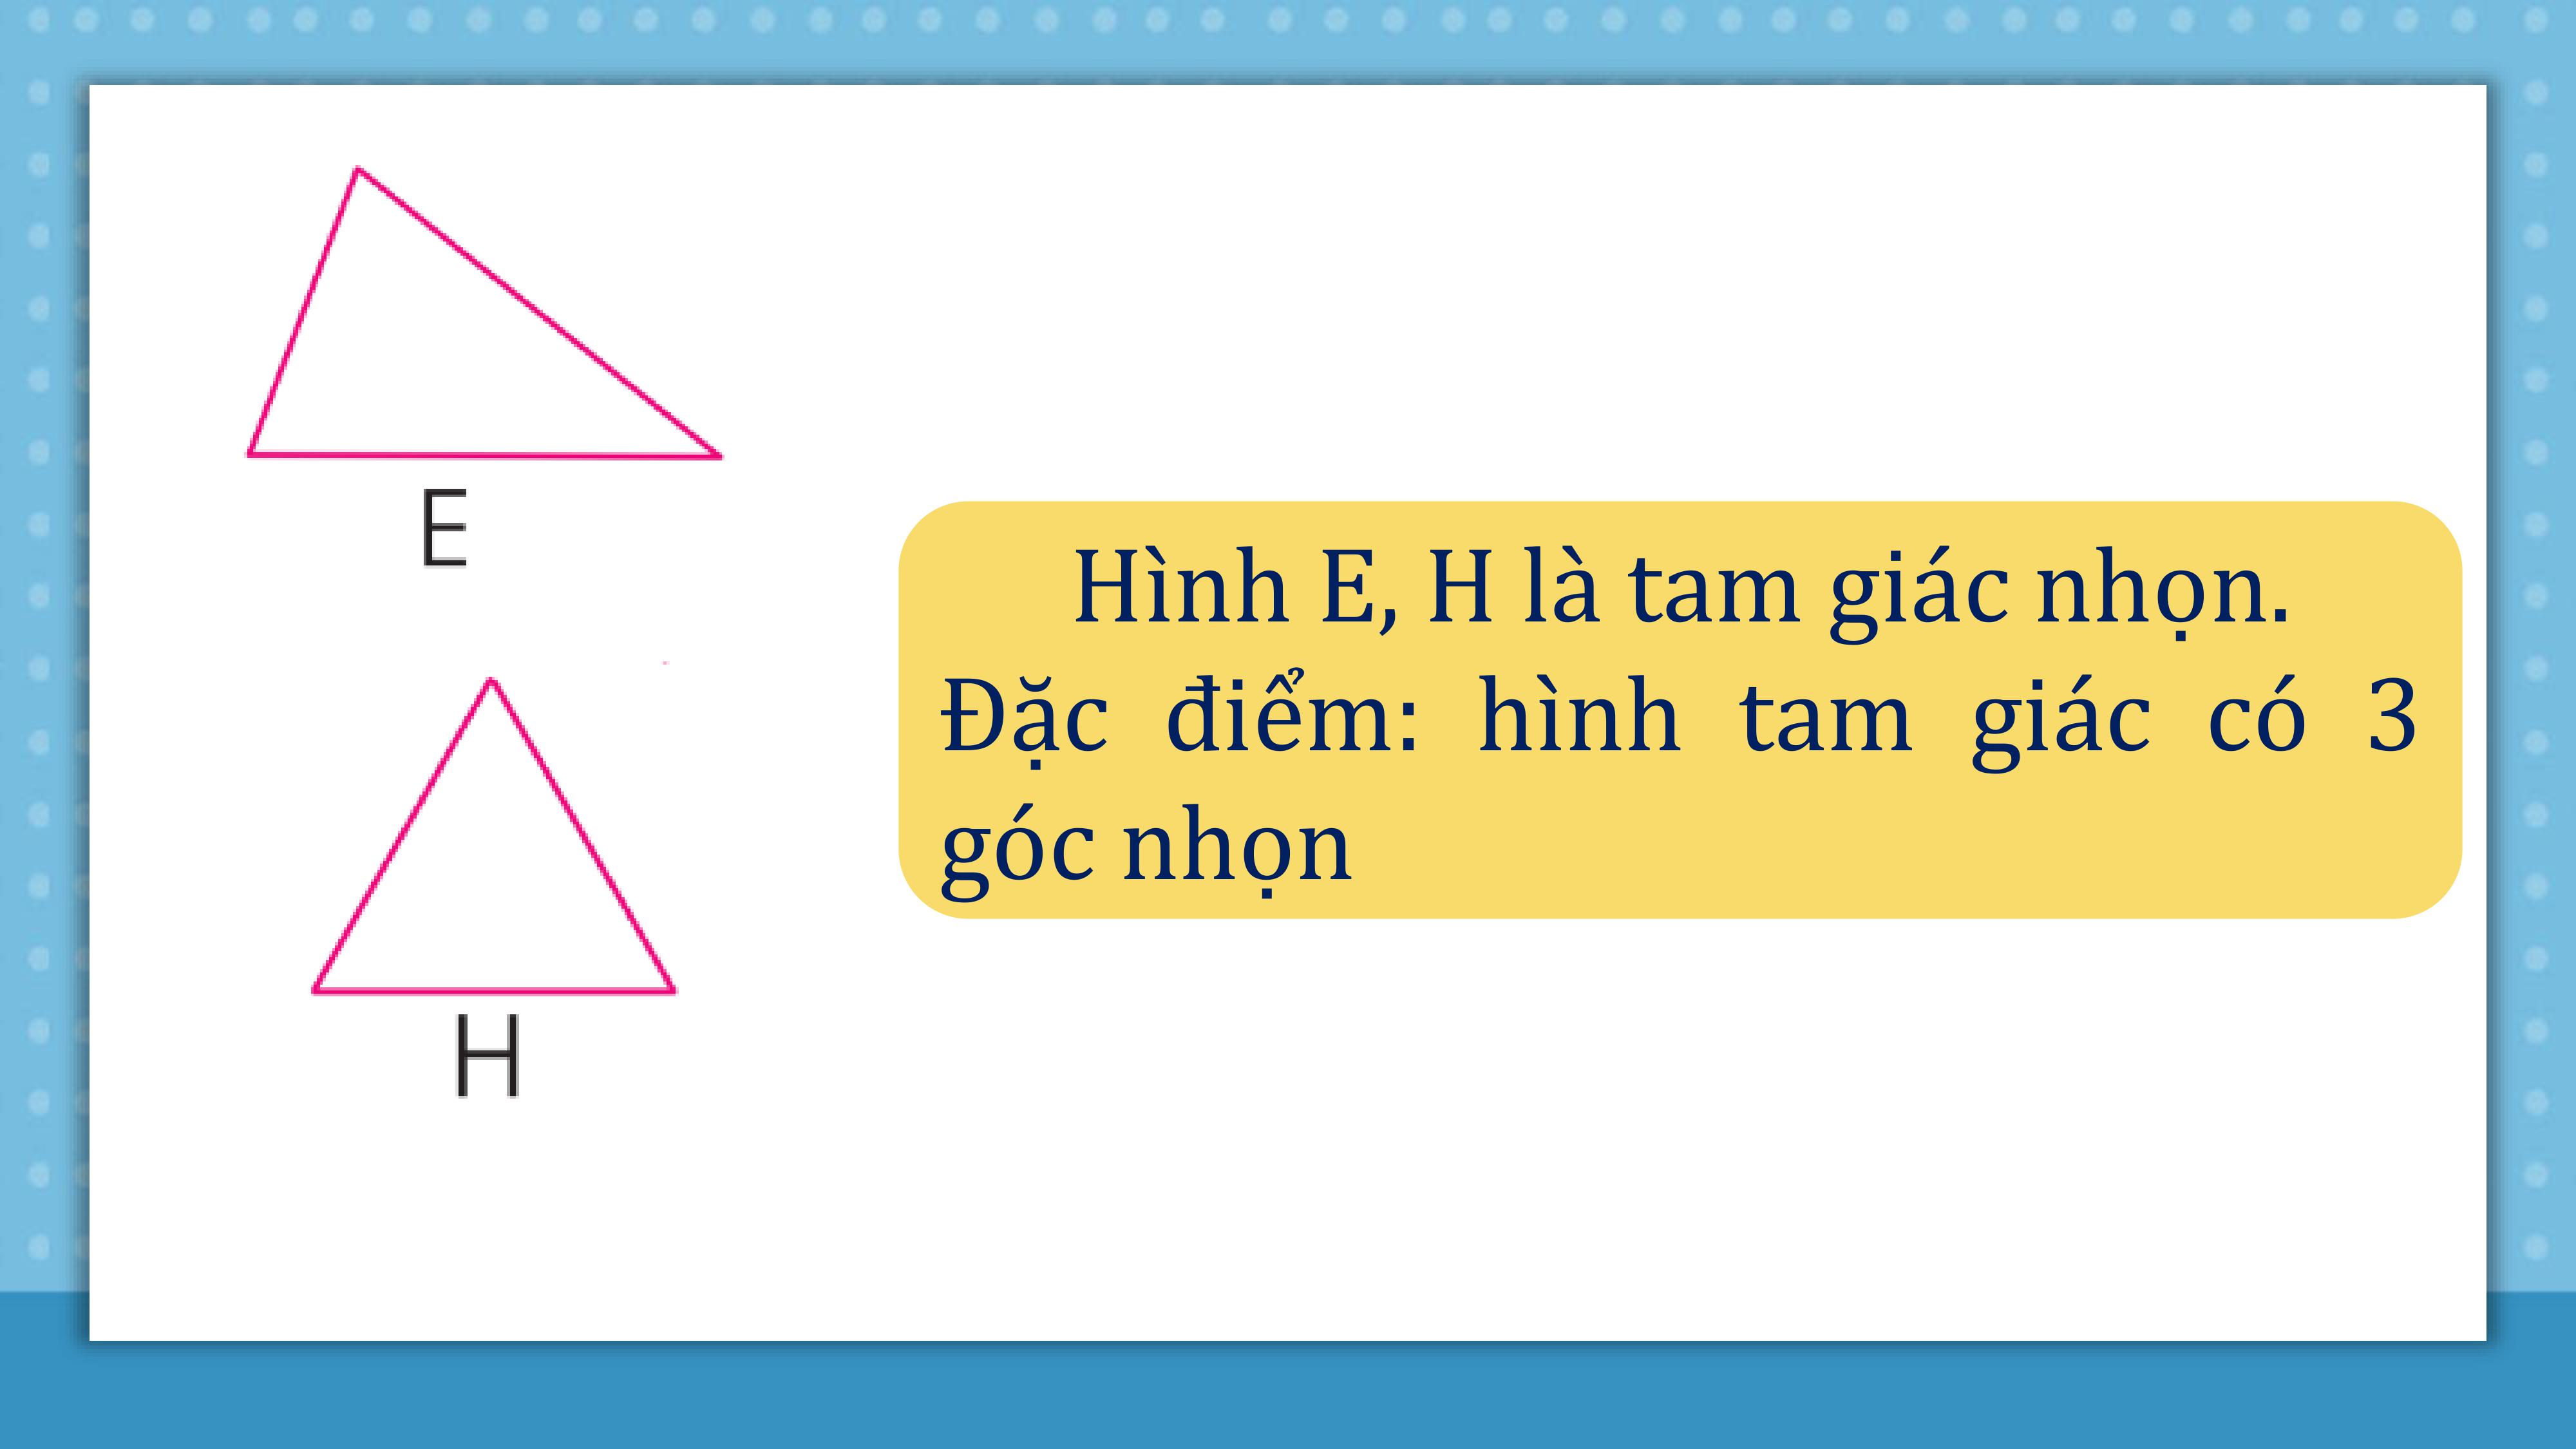 E
H
Hình E, H là tam giác nhọn.
Đặc điểm: hình tam giác có 3
góc nhọn